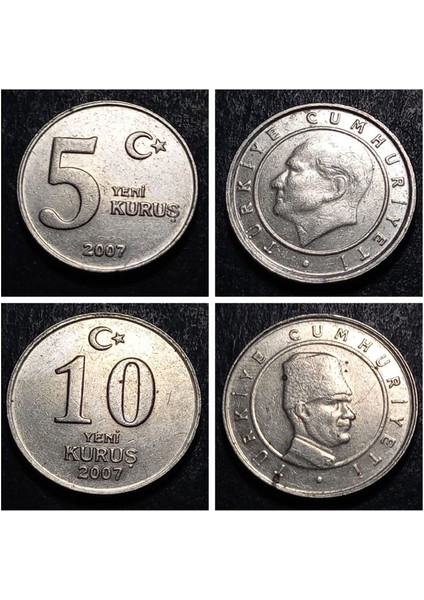 5
YENİ
KURUŞ
2007
TÜRKİYE CUMHURİYETİ
10
YENİ
KURUŞ
2007
TÜRKİYE CUMHURİYETİ